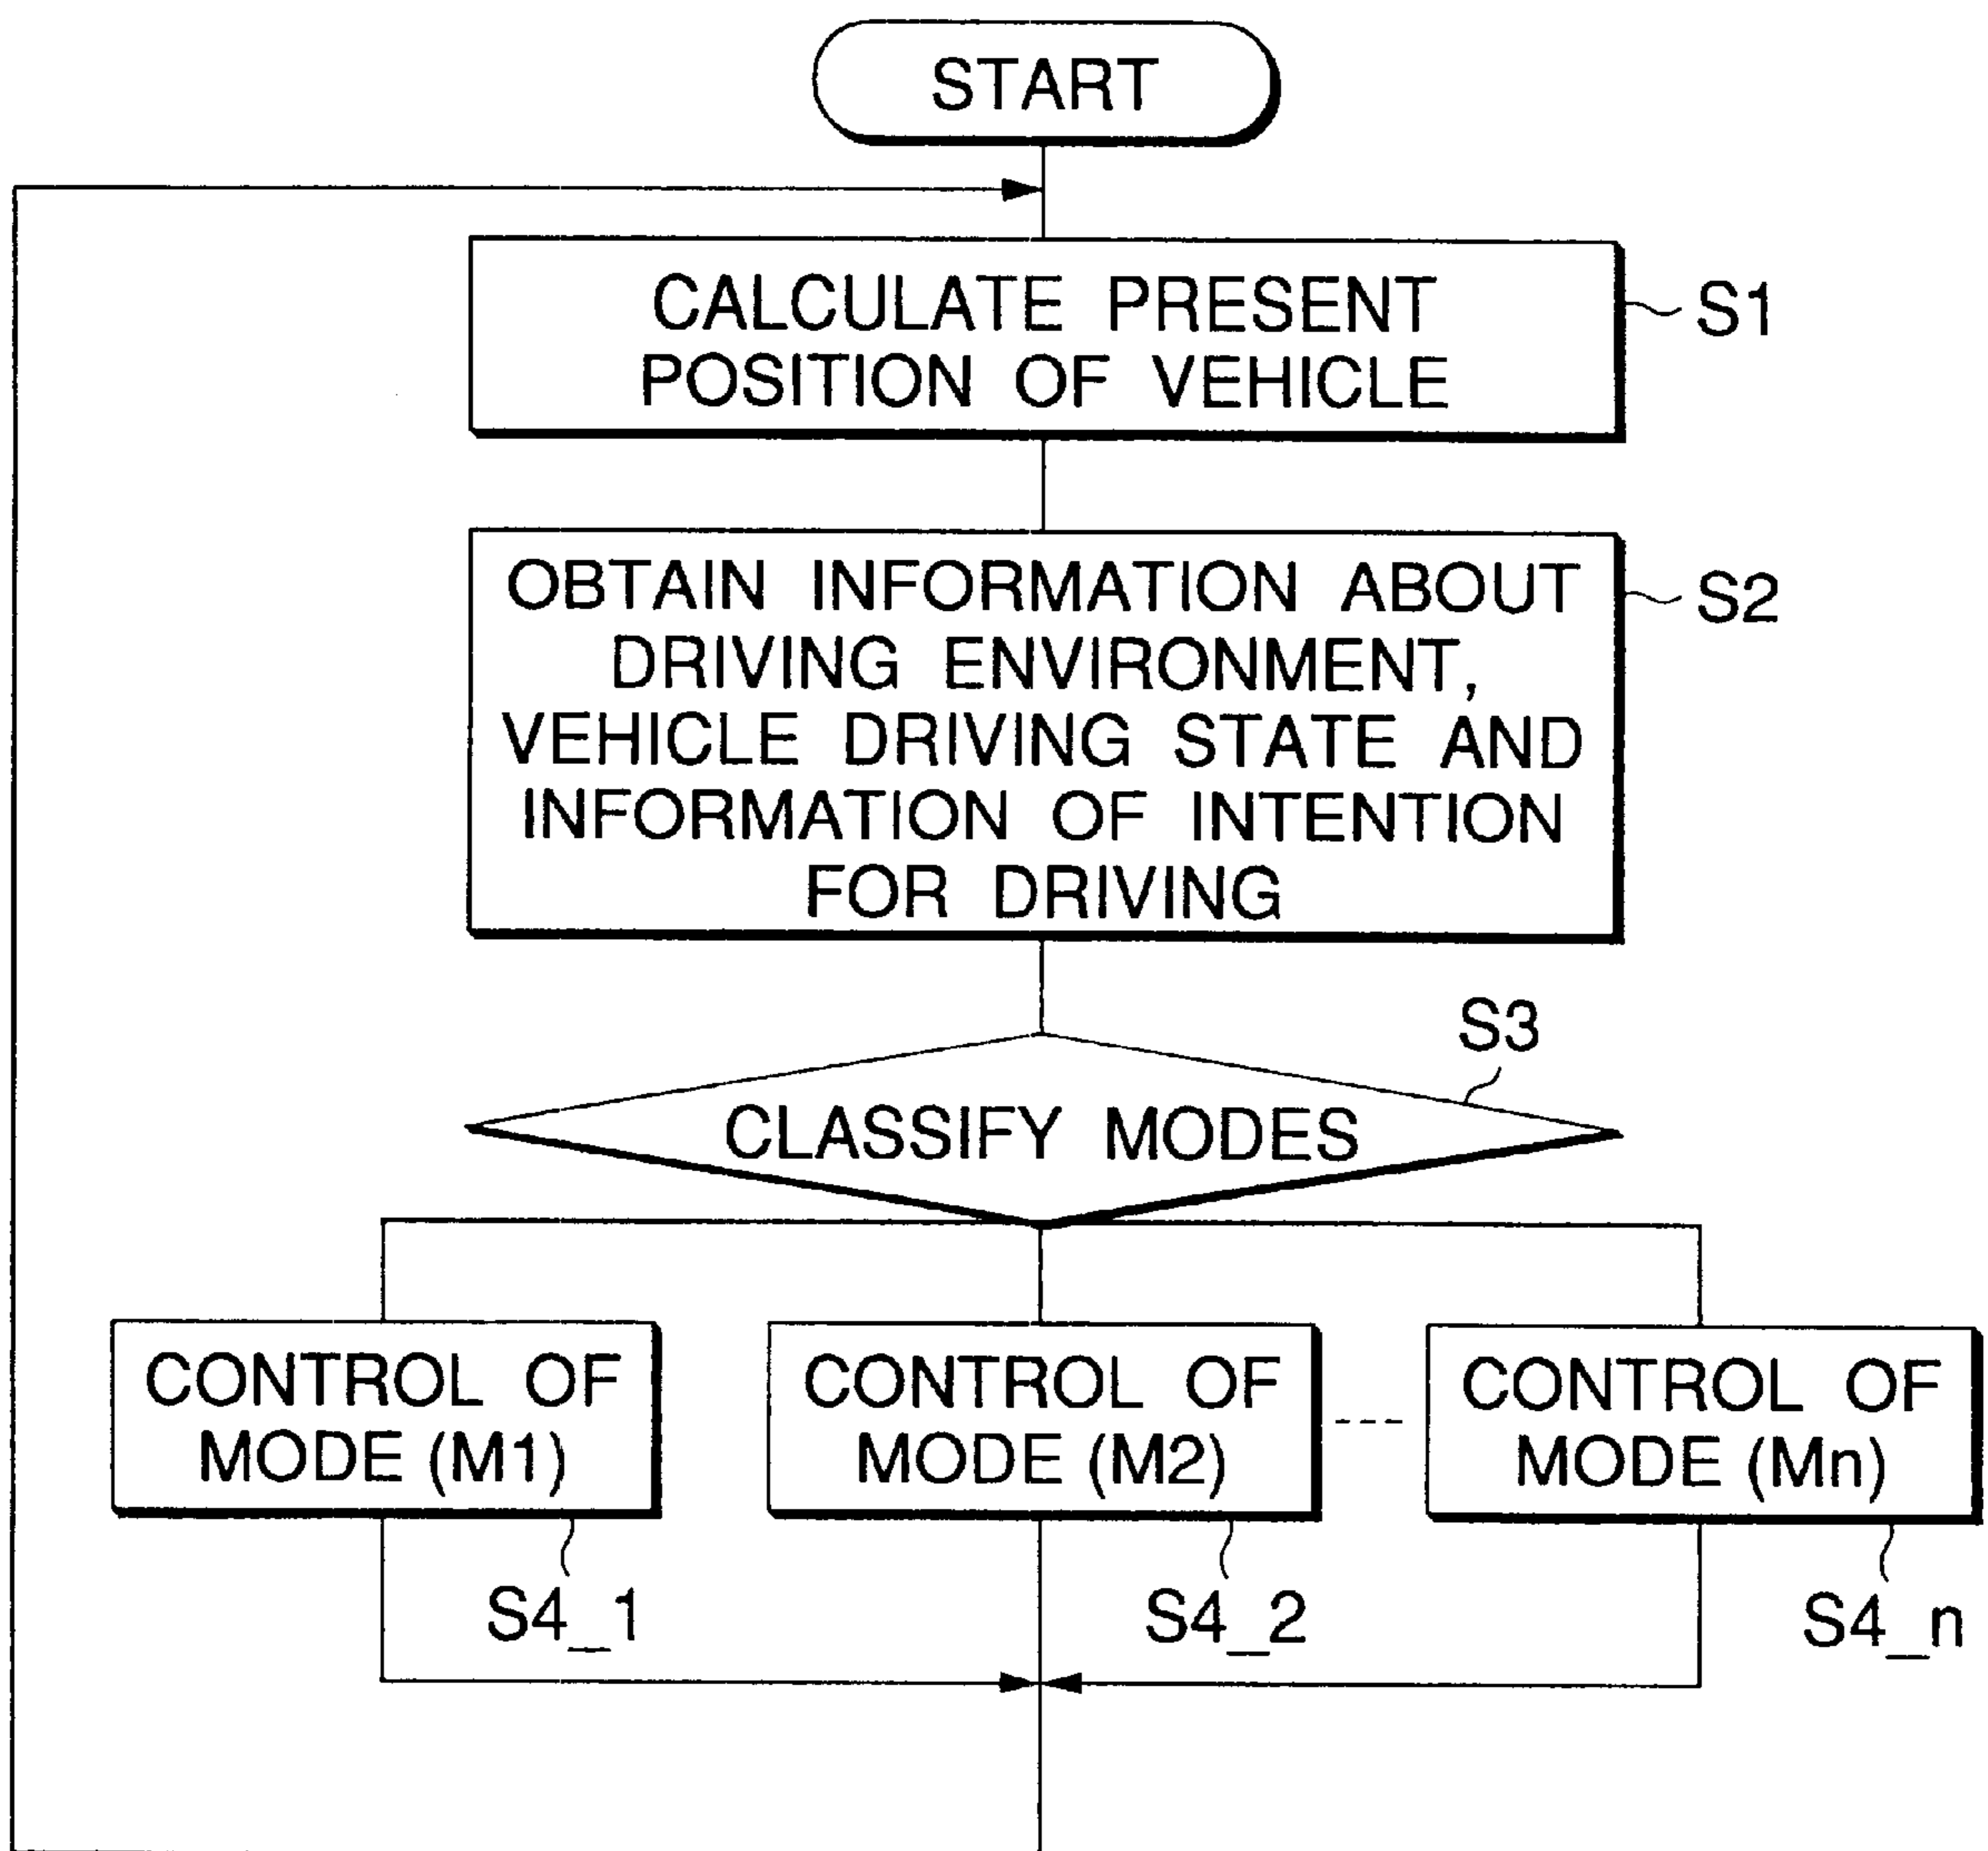 START
CALCULATE PRESENT
POSITION OF VEHICLE
S1
OBTAIN INFORMATION ABOUT
DRIVING ENVIRONMENT,
VEHICLE DRIVING STATE AND
INFORMATION OF INTENTION
FOR DRIVING
S2
S3
CLASSIFY MODES
CONTROL OF
MODE (M1)
CONTROL OF
MODE (M2)
CONTROL OF
MODE (Mn)
S4_1
S4_2
S4_n